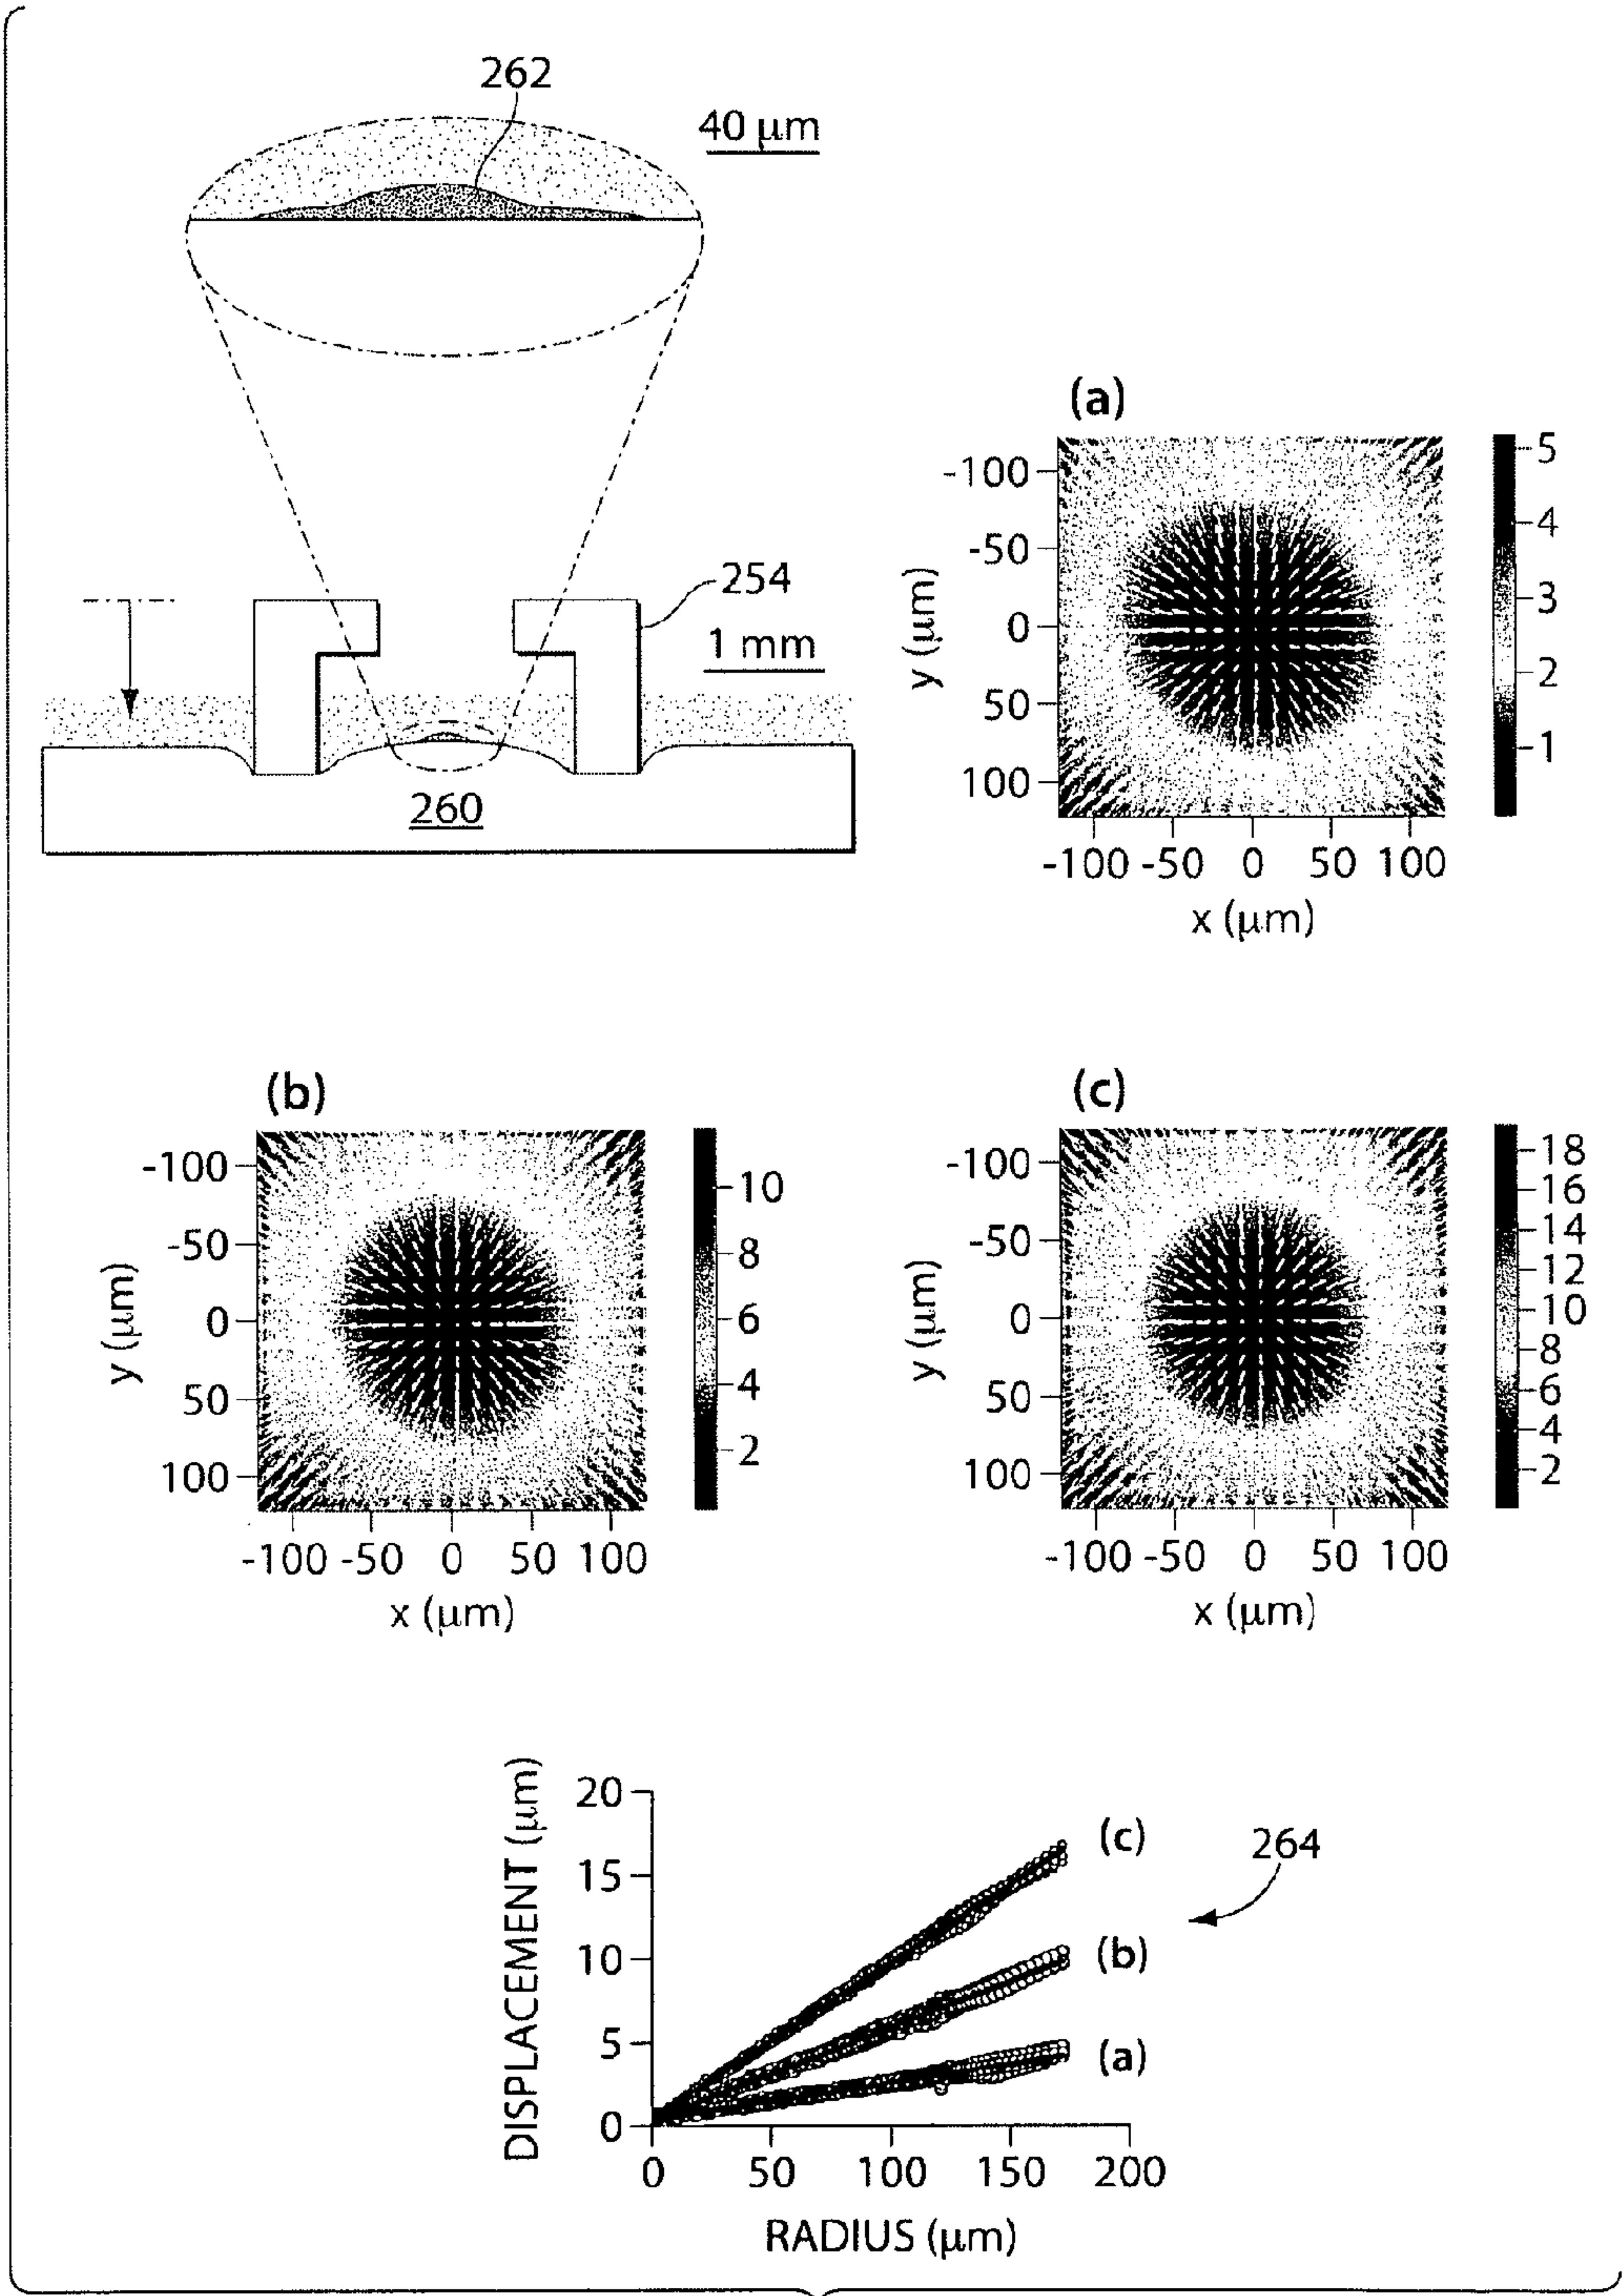 262
40 μm
254
1 mm
260
(a)
-100
-50
0
50
100
y (μm)
-100 -50 0 50 100
x (μm)
5
4
3
2
1
(b)
-100
-50
0
50
100
y (μm)
-100 -50 0 50 100
x (μm)
10
8
6
4
2
(c)
-100
-50
0
50
100
y (μm)
-100 -50 0 50 100
x (μm)
18
16
14
12
10
8
6
4
2
DISPLACEMENT (μm)
20
15
10
5
0
(c)
(b)
(a)
264
0 50 100 150 200
RADIUS (μm)